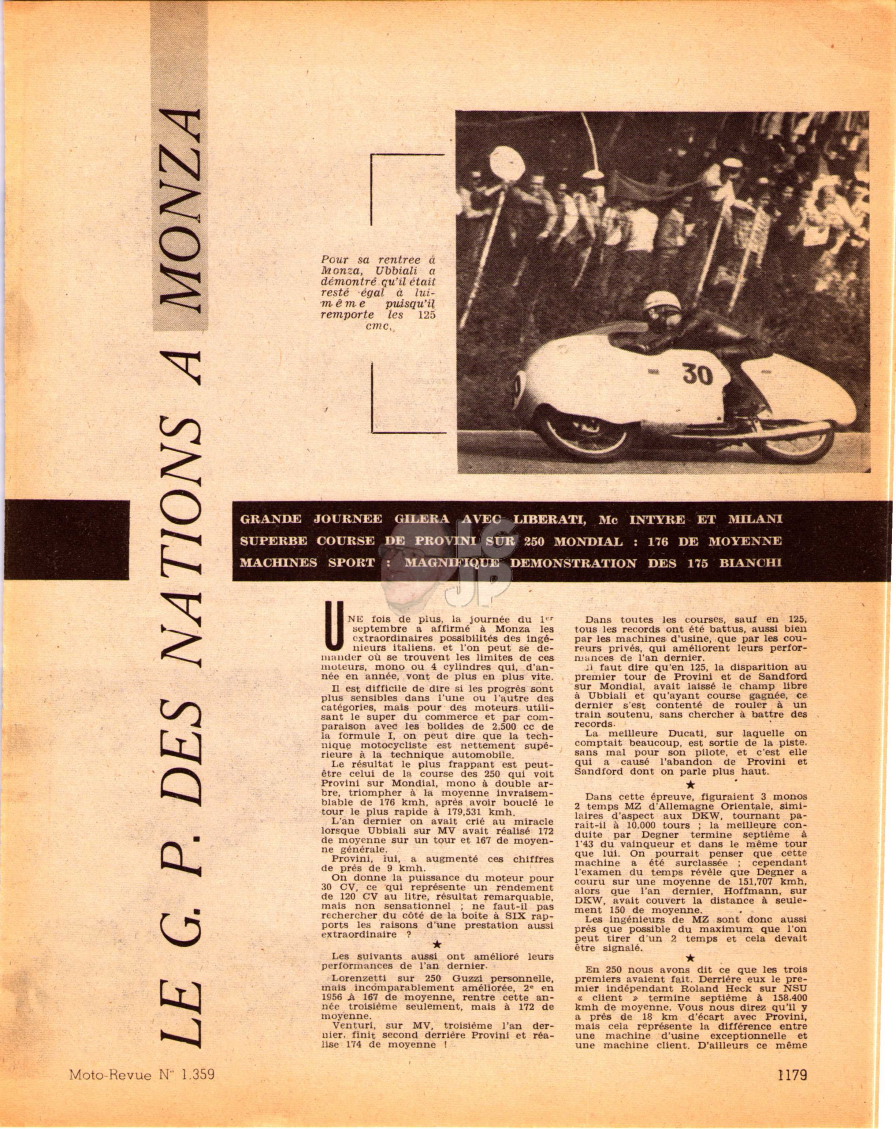 LE G. P. DES NATIONS A MONZA
Pour sa rentree à
Monza, Ubbiali a
démontré qu'il était
resté égal à lui-
même puisqu'il
remporte les 125
cmc.
30
GRANDE JOURNEE GILERA AVEC LIBERATI, Mc INTYRE ET MILANI
SUPERBE COURSE DE PROVINI SUR 250 MONDIAL : 176 DE MOYENNE
MACHINES SPORT : MAGNIFIQUE DEMONSTRATION DES 175 BIANCHI
JP
UNE fois de plus, la journée du 1er
septembre a affirmé à Monza les
extraordinaires possibilités des ingé-
nieurs italiens. et l'on peut se de-
mander où se trouvent les limites de ces
moteurs, mono ou 4 cylindres qui, d'an-
née en année, vont de plus en plus vite.
Il est difficile de dire si les progrès sont
plus sensibles dans l'une ou l'autre des
catégories, mais pour des moteurs utili-
sant le super du commerce et par com-
paraison avec les bolides de 2.500 cc de
la formule I, on peut dire que la tech-
nique motocycliste est nettement supé-
rieure à la technique automobile.
Le résultat le plus frappant est peut-
être celui de la course des 250 qui voit
Provini sur Mondial, mono à double ar-
bre, triompher à la moyenne invraisem-
blable de 176 kmh, après avoir bouclé le
tour le plus rapide à 179,531 kmh.
L'an dernier on avait crié au miracle
lorsque Ubbiali sur MV avait réalisé 172
de moyenne sur un tour et 167 de moyen-
ne générale.
Provini, lui, a augmenté ces chiffres
de près de 9 kmh.
On donne la puissance du moteur pour
30 CV, ce qui représente un rendement
de 120 CV au litre, résultat remarquable,
mais non sensationnel ; ne faut-il pas
rechercher du côté de la boite à SIX rap-
ports les raisons d'une prestation aussi
extraordinaire ?
★
Les suivants aussi ont amélioré leurs
performances de l'an dernier.
Lorenzetti sur 250 Guzzi personnelle,
mais incomparablement améliorée, 2e en
1956 à 167 de moyenne, rentre cette an-
née troisième seulement, mais à 172 de
moyenne.
Venturi, sur MV, troisième l'an der-
nier, finit second derrière Provini et réa-
lise 174 de moyenne !
Dans toutes les courses, sauf en 125,
tous les records ont été battus, aussi bien
par les machines d'usine, que par les cou-
reurs privés, qui améliorent leurs perfor-
mances de l'an dernier.
Il faut dire qu'en 125, la disparition au
premier tour de Provini et de Sandford
sur Mondial, avait laissé le champ libre
à Ubbiali et qu'ayant course gagnée, ce
dernier s'est contenté de rouler à un
train soutenu, sans chercher à battre des
records.
La meilleure Ducati, sur laquelle on
comptait beaucoup, est sortie de la piste.
sans mal pour son pilote, et c'est elle
qui a causé l'abandon de Provini et
Sandford dont on parle plus haut.
★
Dans cette épreuve, figuraient 3 monos
2 temps MZ d'Allemagne Orientale, simi-
laires d'aspect aux DKW, tournant pa-
rait-il à 10.000 tours ; la meilleure con-
duite par Degner termine septième à
1'43 du vainqueur et dans le même tour
que lui. On pourrait penser que cette
machine a été surclassée ; cependant
l'examen du temps révèle que Degner a
couru sur une moyenne de 151,707 kmh,
alors que l'an dernier, Hoffmann, sur
DKW, avait couvert la distance à seule-
ment 150 de moyenne.
Les ingénieurs de MZ sont donc aussi
près que possible du maximum que l'on
peut tirer d'un 2 temps et cela devait
être signalé.
★
En 250 nous avons dit ce que les trois
premiers avaient fait. Derrière eux le pre-
mier indépendant Roland Heck sur NSU
« client » termine septième à 158.400
kmh de moyenne. Vous nous direz qu'il y
a près de 18 km d'écart avec Provini,
mais cela représente la différence entre
une machine d'usine exceptionnelle et
une machine client. D'ailleurs ce même
Moto-Revue N° 1.359
1179